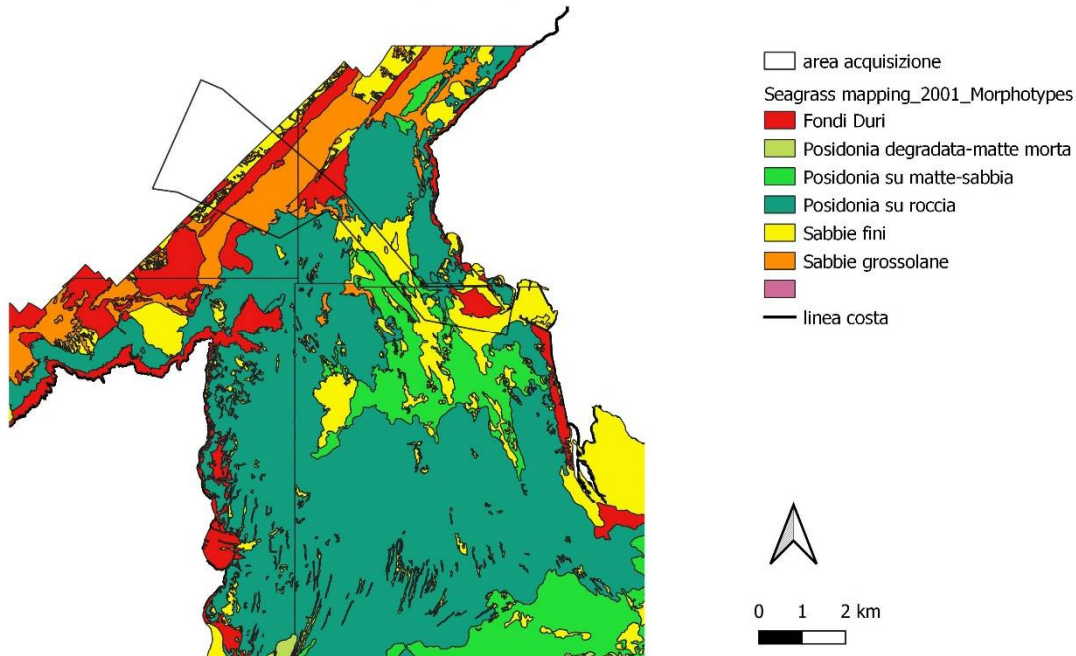 area acquisizione
Seagrass mapping_2001_Morphotypes
Fondi Duri
Posidonia degradata-matte morta
Posidonia su matte-sabbia
Posidonia su roccia
Sabbie fini
Sabbie grossolane
linea costa
0 1 2 km